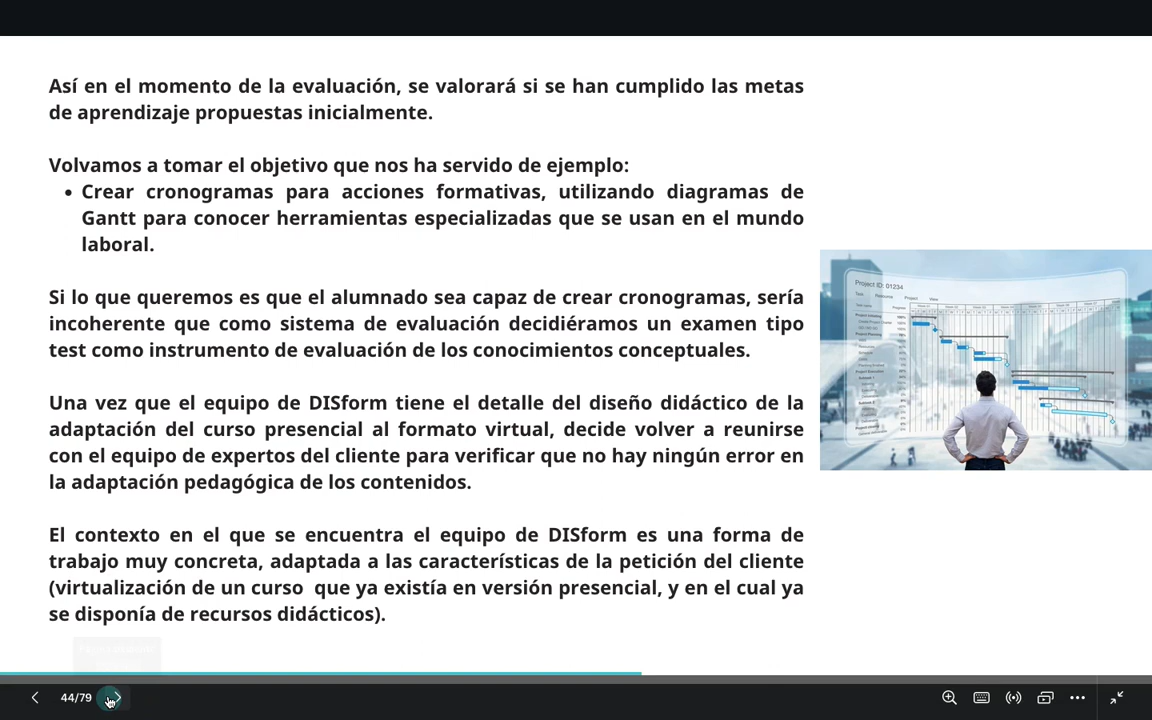 Así en el momento de la evaluación, se valorará si se han cumplido las metas
de aprendizaje propuestas inicialmente.
Volvamos a tomar el objetivo que nos ha servido de ejemplo:
• Crear cronogramas para acciones formativas, utilizando diagramas de
Gantt para conocer herramientas especializadas que se usan en el mundo
laboral.
Si lo que queremos es que el alumnado sea capaz de crear cronogramas, sería
incoherente que como sistema de evaluación decidiéramos un examen tipo
test como instrumento de evaluación de los conocimientos conceptuales.
Una vez que el equipo de DISform tiene el detalle del diseño didáctico de la
adaptación del curso presencial al formato virtual, decide volver a reunirse
con el equipo de expertos del cliente para verificar que no hay ningún error en
la adaptación pedagógica de los contenidos.
El contexto en el que se encuentra el equipo de DISform es una forma de
trabajo muy concreta, adaptada a las características de la petición del cliente
(virtualización de un curso  que ya existía en versión presencial, y en el cual ya
se disponía de recursos didácticos).
Project ID: 01234
Task Resource Project View
44/79